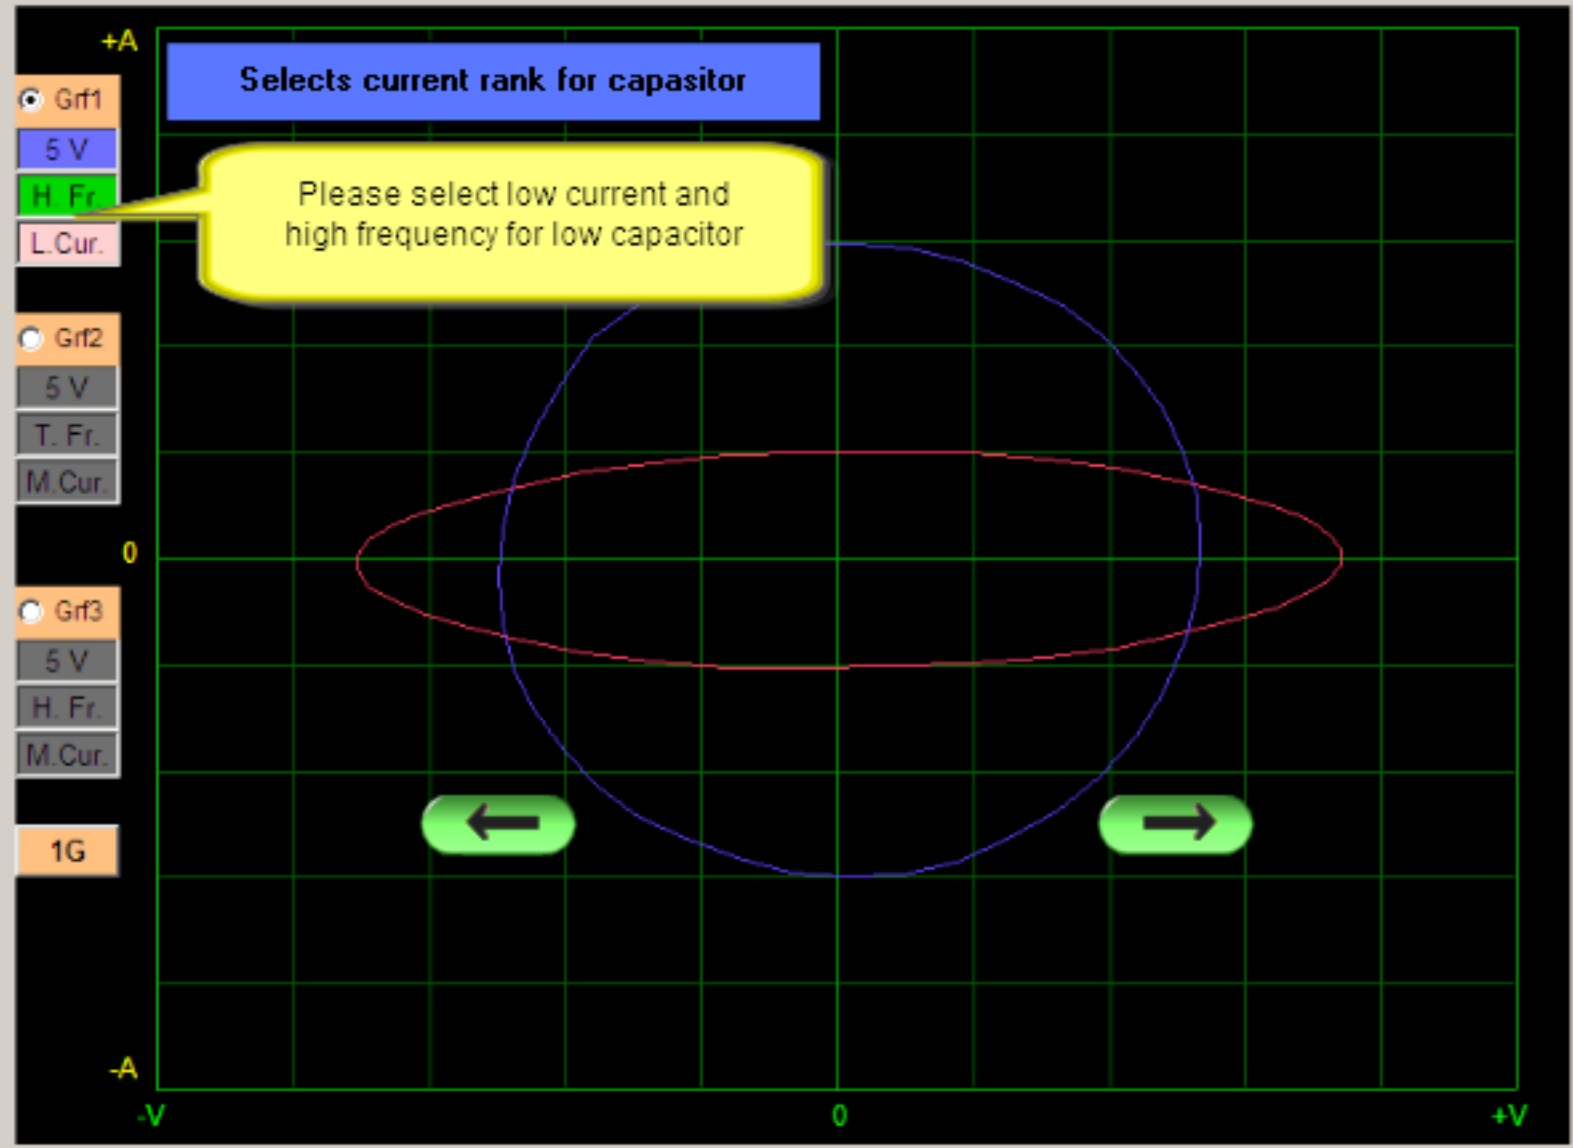 +A
Selects current rank for capasitor
Grf1
5 V
H. Fr.
L.Cur.
Please select low current and
high frequency for low capacitor
Grf2
5 V
T. Fr.
M.Cur.
0
Grf3
5 V
H. Fr.
M.Cur.
1G
-A
-V
0
+V